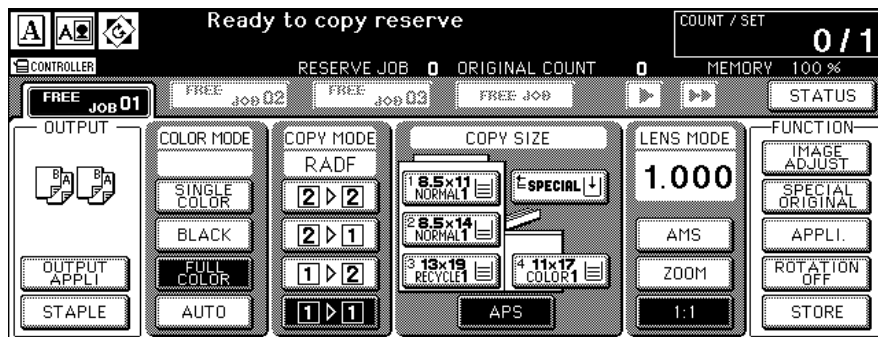 A A Ready to copy reserve COUNT / SET
0 / 1
CONTROLLER RESERVE JOB 0 ORIGINAL COUNT 0 MEMORY 100 %
FREE JOB 01 FREE JOB 02 FREE JOB 03 FREE JOB STATUS
OUTPUT
B A
E F
B A
E F
OUTPUT APPLI
STAPLE
COLOR MODE
SINGLE COLOR
BLACK
FULL COLOR
AUTO
COPY MODE
RADF
2 ▷ 2
2 ▷ 1
1 ▷ 2
1 ▷ 1
COPY SIZE
1 8.5x11
NORMAL1
SPECIAL
2 8.5x14
NORMAL1
3 13x19
RECYCLE1
4 11x17
COLOR1
APS
LENS MODE
1.000
AMS
ZOOM
1:1
FUNCTION
IMAGE
ADJUST
SPECIAL
ORIGINAL
APPLI.
ROTATION
OFF
STORE